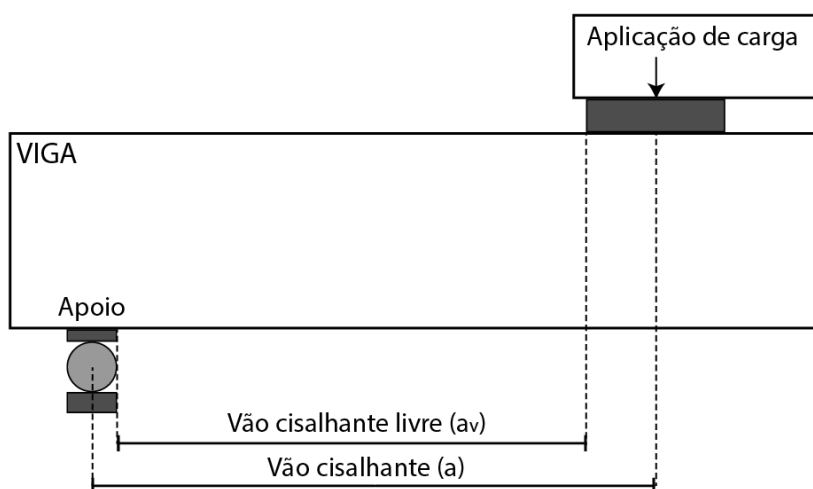 Aplicação de carga
VIGA
Apoio
Vão cisalhante livre (av)
Vão cisalhante (a)